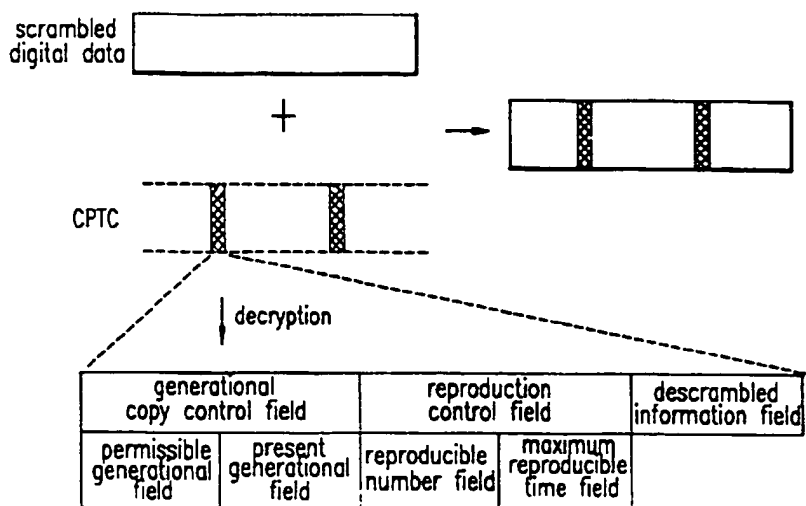 scrambled
digital data
CPTC
decryption
generational
copy control field
reproduction
control field
descrambled
information field
permissible
generational
field
present
generational
field
reproducible
number field
maximum
reproducible
time field